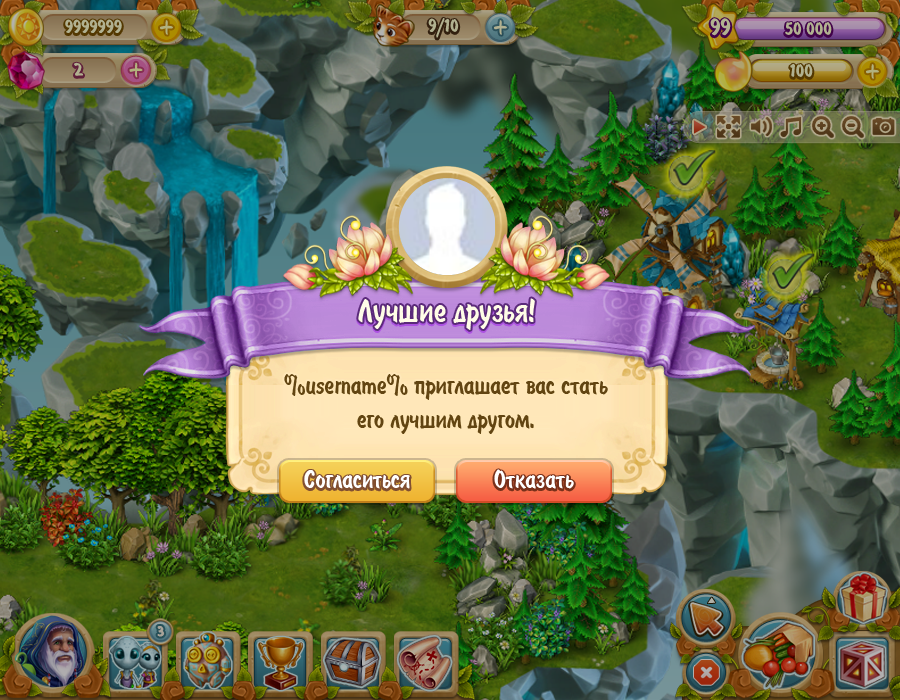 9999999
9/10
99
50 000
2
100
Лучшие друзья!
%username% приглашает вас стать
его лучшим другом.
Согласиться
Отказать
3